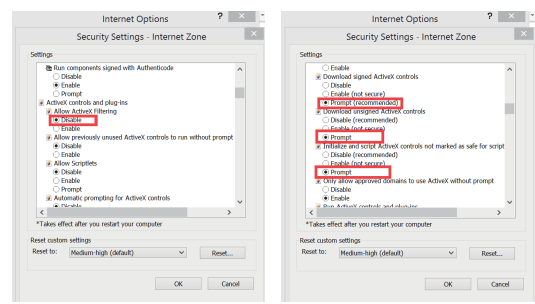 Internet Options
? ×
Security Settings - Internet Zone
×
Settings
Run components signed with Authenticode
Disable
Enable
Prompt
ActiveX controls and plug-ins
Allow ActiveX Filtering
Disable
Enable
Allow previously unused ActiveX controls to run without prompt
Disable
Enable
Allow Scriptlets
Disable
Enable
Prompt
Automatic prompting for ActiveX controls
Disable
*Takes effect after you restart your computer
Reset custom settings
Reset to: Medium-high (default) Reset...
OK Cancel
Internet Options
? ×
Security Settings - Internet Zone
×
Settings
Enable
Download signed ActiveX controls
Disable
Enable (not secure)
Prompt (recommended)
Download unsigned ActiveX controls
Disable (recommended)
Enable (not secure)
Prompt
Initialize and script ActiveX controls not marked as safe for script
Disable (recommended)
Enable (not secure)
Prompt
Only allow approved domains to use ActiveX without prompt
Disable
Enable
Run ActiveX controls and plug-ins
*Takes effect after you restart your computer
Reset custom settings
Reset to: Medium-high (default) Reset...
OK Cancel